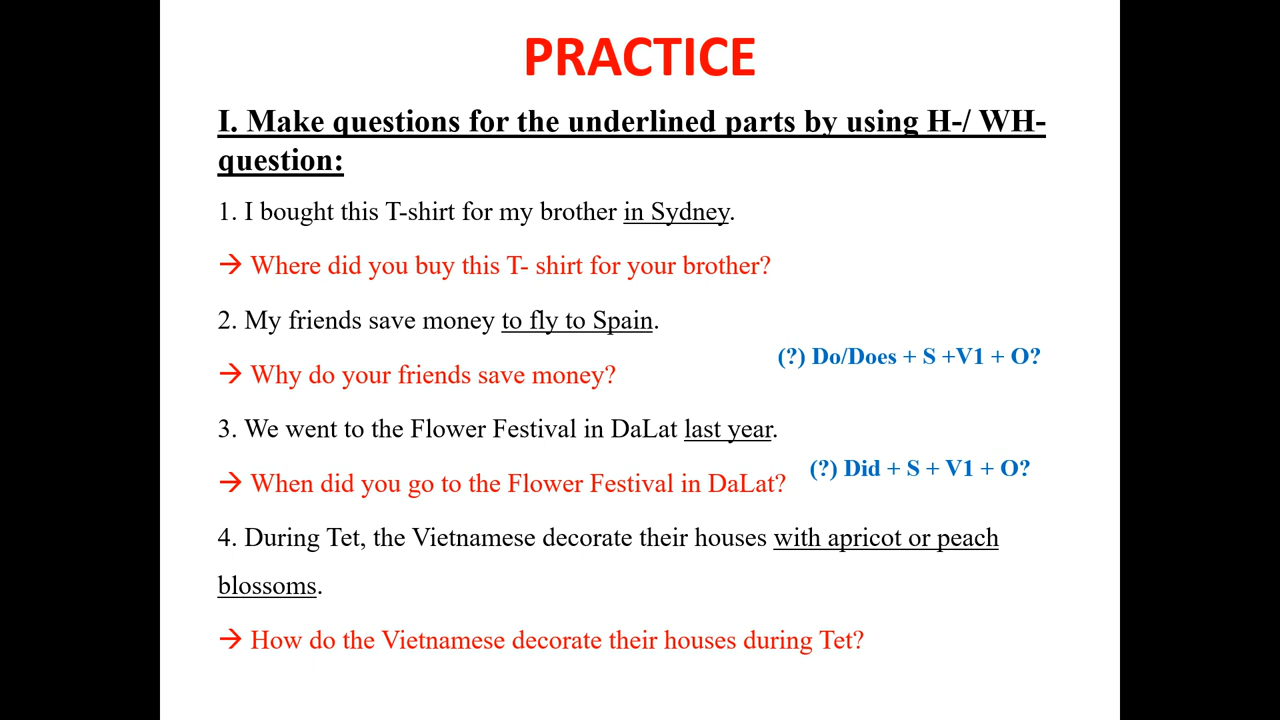 PRACTICE
I. Make questions for the underlined parts by using H-/ WH-
question:
1. I bought this T-shirt for my brother in Sydney.
→ Where did you buy this T- shirt for your brother?
2. My friends save money to fly to Spain.
(?) Do/Does + S +V1 + O?
→ Why do your friends save money?
3. We went to the Flower Festival in DaLat last year.
(?) Did + S + V1 + O?
→ When did you go to the Flower Festival in DaLat?
4. During Tet, the Vietnamese decorate their houses with apricot or peach
blossoms.
→ How do the Vietnamese decorate their houses during Tet?